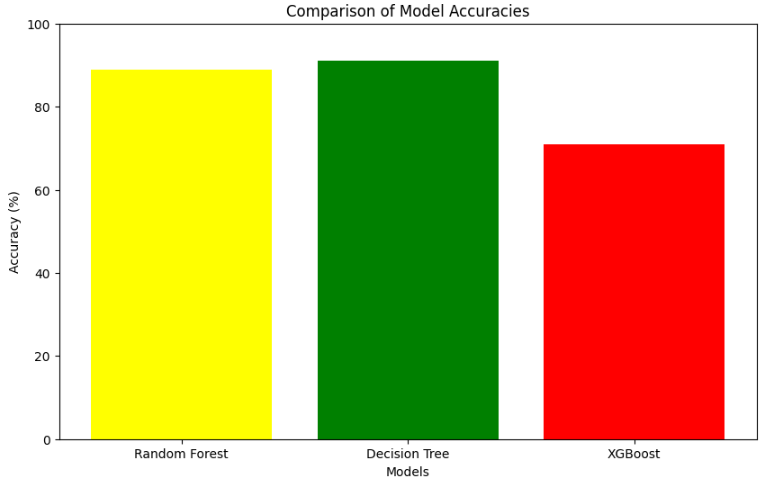 Comparison of Model Accuracies
100
80
60
40
20
0
Accuracy (%)
Random Forest Decision Tree XGBoost
Models